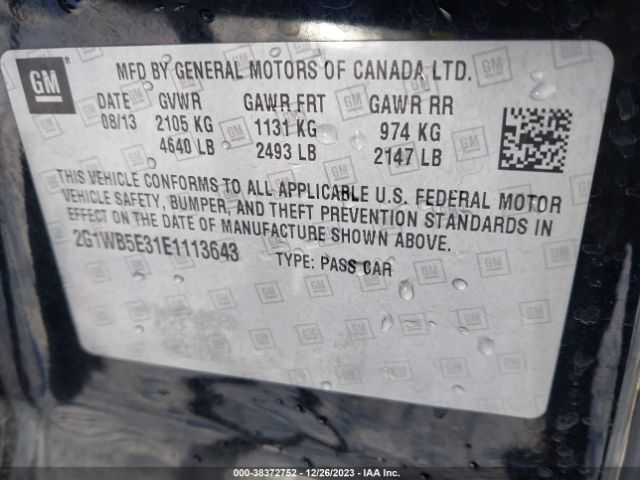 GM
MFD BY GENERAL MOTORS OF CANADA LTD.
DATE GVWR GAWR FRT GAWR RR
08/13 2105 KG 1131 KG 974 KG
4640 LB 2493 LB 2147 LB
THIS VEHICLE CONFORMS TO ALL APPLICABLE U.S. FEDERAL MOTOR
VEHICLE SAFETY, BUMPER, AND THEFT PREVENTION STANDARDS IN
EFFECT ON THE DATE OF MANUFACTURE SHOWN ABOVE.
2G1WB5E31E1113643 TYPE: PASS CAR
000-38372752 - 12/26/2023 - IAA Inc.